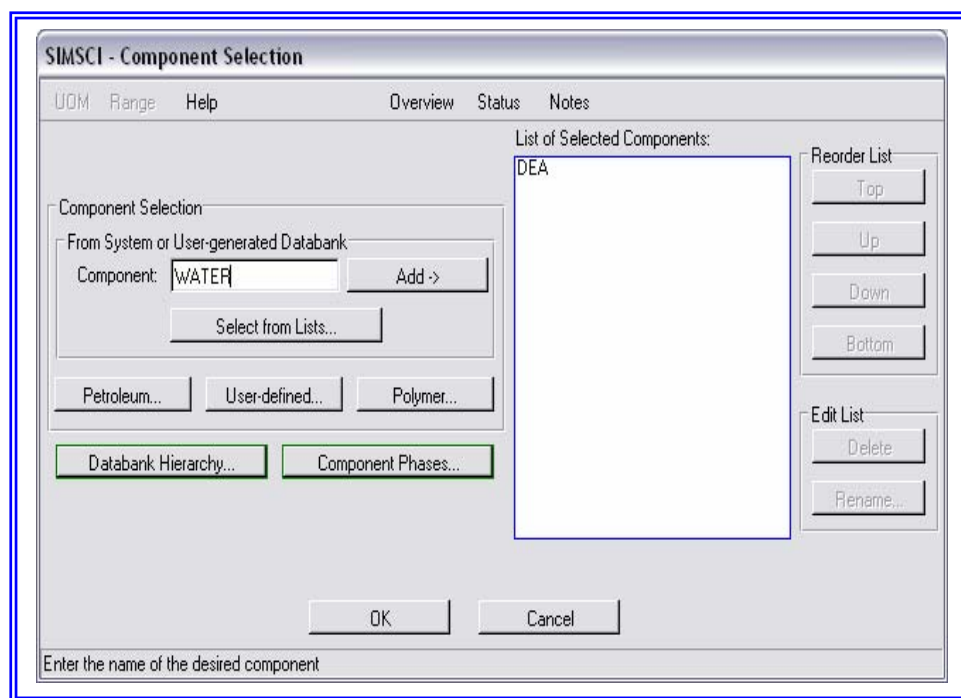 SIMSCI - Component Selection
UOM Range Help Overview Status Notes
List of Selected Components:
DEA
Reorder List
Top
Up
Down
Bottom
Component Selection
From System or User-generated Databank
Component: WATER Add ->
Select from Lists...
Petroleum... User-defined... Polymer...
Databank Hierarchy... Component Phases...
Edit List
Delete
Rename...
OK Cancel
Enter the name of the desired component